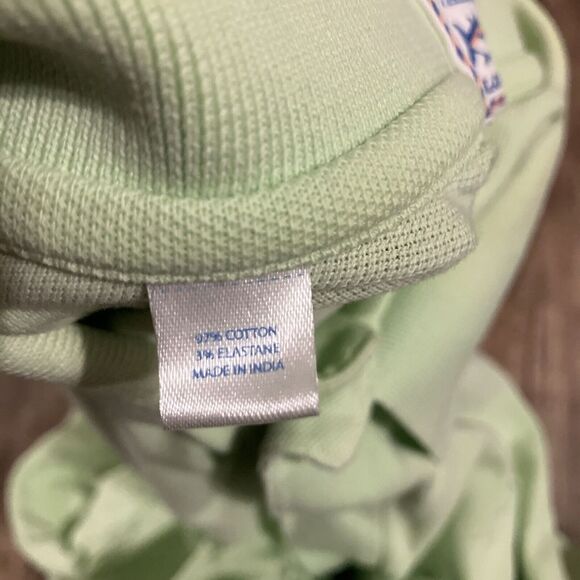 97% COTTON
3% ELASTANE
MADE IN INDIA